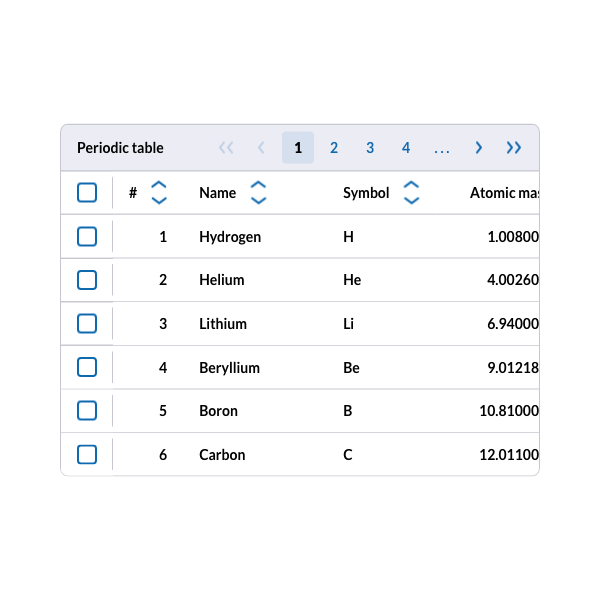 Periodic table 1 2 3 4 ...
# Name Symbol Atomic mas
1 Hydrogen H 1.00800
2 Helium He 4.00260
3 Lithium Li 6.94000
4 Beryllium Be 9.01218
5 Boron B 10.81000
6 Carbon C 12.01100